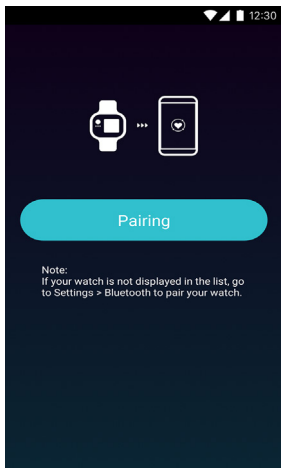 12:30
Pairing
Note:
If your watch is not displayed in the list, go
to Settings > Bluetooth to pair your watch.